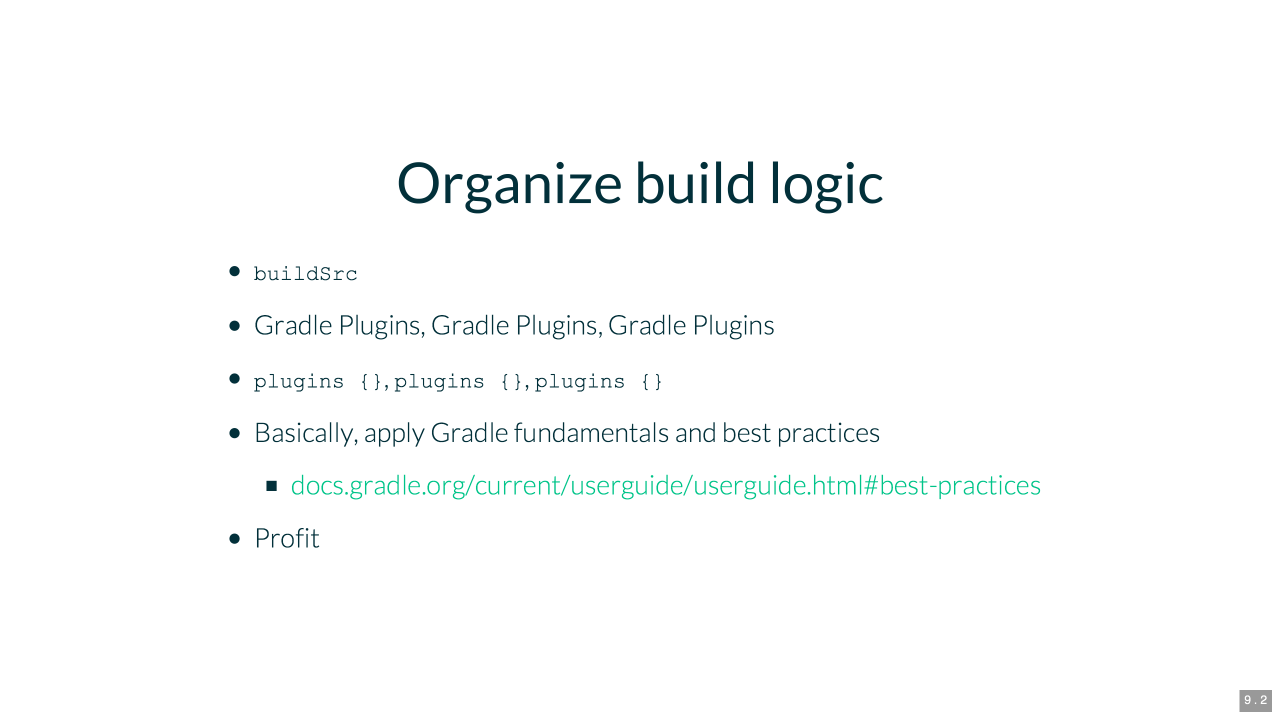 Organize build logic
buildSrc
Gradle Plugins, Gradle Plugins, Gradle Plugins
plugins {}, plugins {}, plugins {}
Basically, apply Gradle fundamentals and best practices
docs.gradle.org/current/userguide/userguide.html#best-practices
Profit
9.2